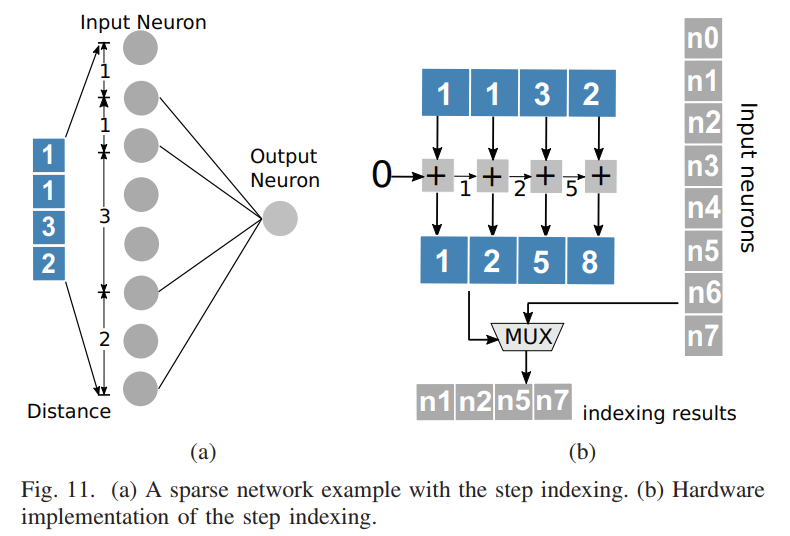 Input Neuron
1
1
3
2
1
1
3
2
Output
Neuron
Distance
(a)
1 1 3 2
0 + 1 + 2 + 5 +
1 2 5 8
MUX
n1 n2 n5 n7
indexing results
n0
n1
n2
n3
n4
n5
n6
n7
Input neurons
(b)
Fig. 11. (a) A sparse network example with the step indexing. (b) Hardware
implementation of the step indexing.